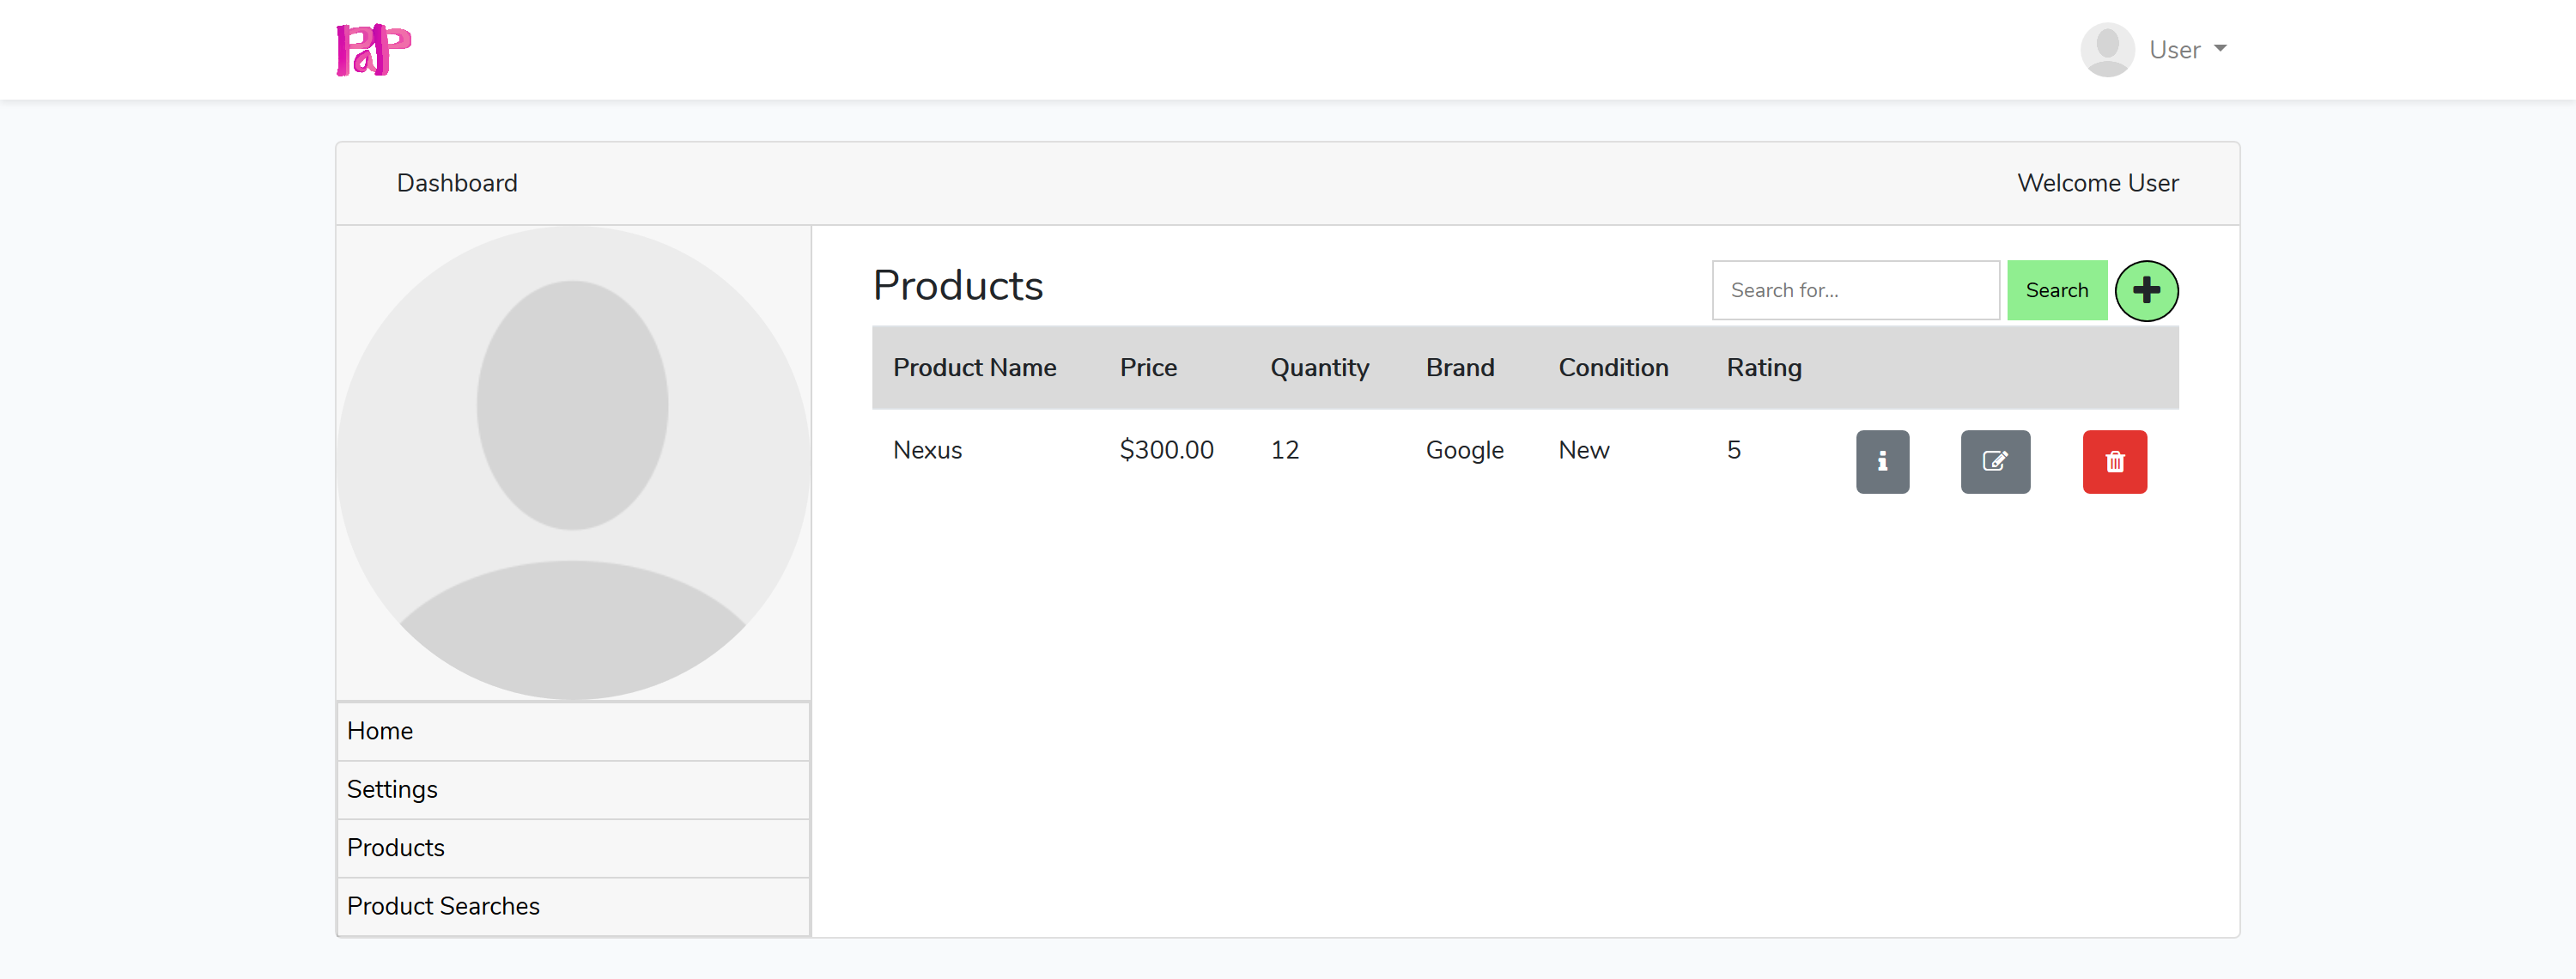 PaP
User
Dashboard
Welcome User
Products
Search for...
Search
Product Name Price Quantity Brand Condition Rating
Nexus $300.00 12 Google New 5
Home
Settings
Products
Product Searches